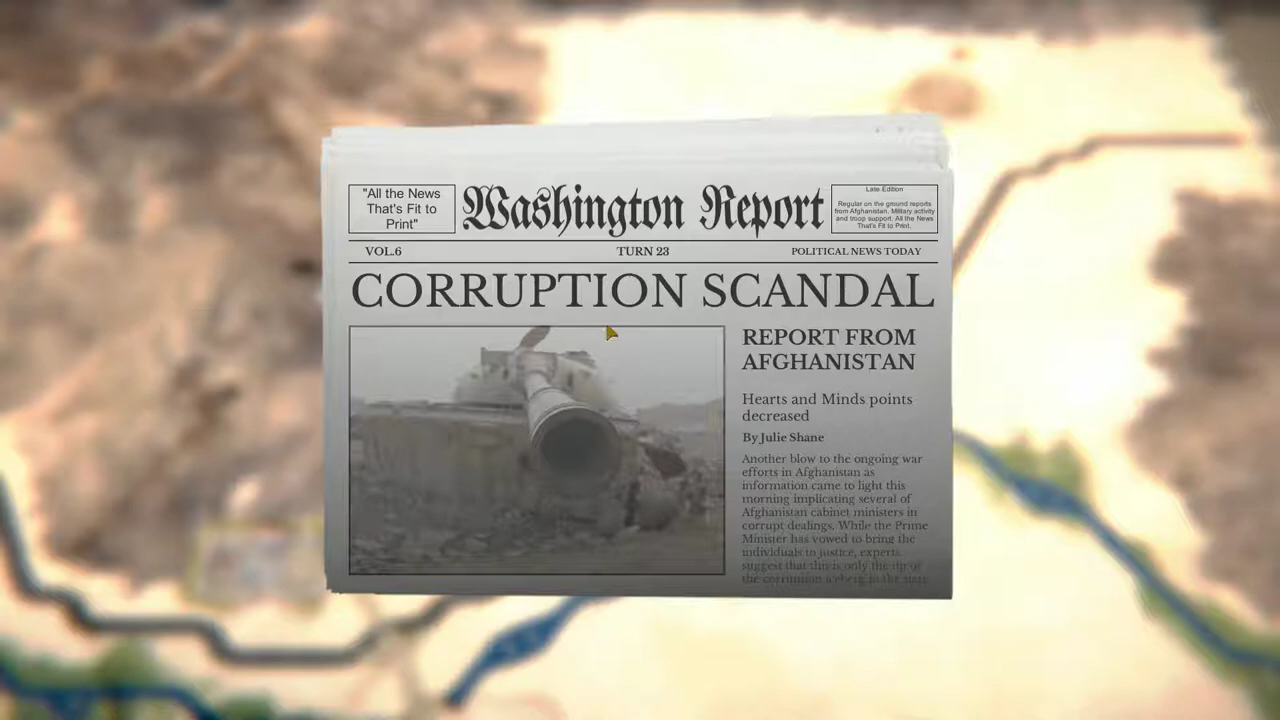 "All the News
That's Fit to
Print"
Washington Report
Late Edition
Regular on the ground reports
from Afghanistan. Military activity
and troop support. All the News
That's Fit to Print.
VOL.6
TURN 23
POLITICAL NEWS TODAY
CORRUPTION SCANDAL
REPORT FROM
AFGHANISTAN
Hearts and Minds points
decreased
By Julie Shane
Another blow to the ongoing war
efforts in Afghanistan as
information came to light this
morning implicating several of
Afghanistan cabinet ministers in
corrupt dealings. While the Prime
Minister has vowed to bring the
individuals to justice, experts
suggest that this is only the tip of
the corruption iceberg in the